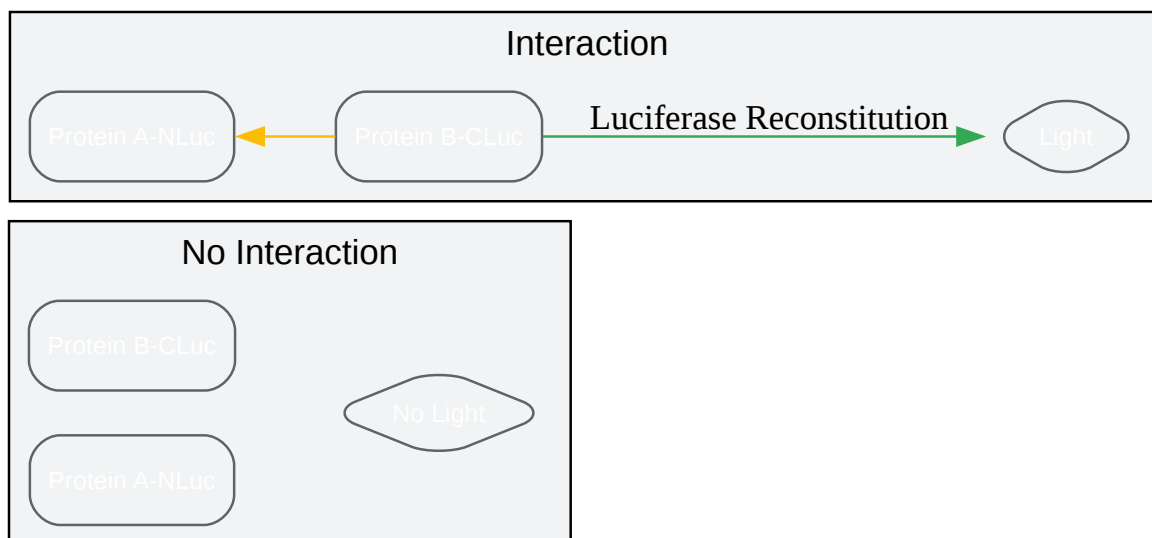 Interaction
Protein A-NLuc
Protein B-CLuc
Luciferase Reconstitution
Light
No Interaction
Protein B-CLuc
No Light
Protein A-NLuc